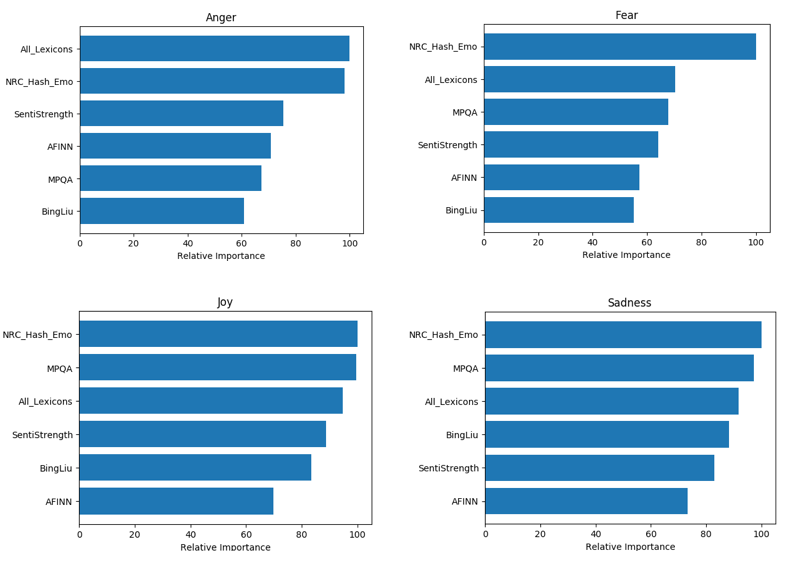 Anger
All_Lexicons
NRC_Hash_Emo
SentiStrength
AFINN
MPQA
BingLiu
0 20 40 60 80 100
Relative Importance
Fear
NRC_Hash_Emo
All_Lexicons
MPQA
SentiStrength
AFINN
BingLiu
0 20 40 60 80 100
Relative Importance
Joy
NRC_Hash_Emo
MPQA
All_Lexicons
SentiStrength
BingLiu
AFINN
0 20 40 60 80 100
Relative Importance
Sadness
NRC_Hash_Emo
MPQA
All_Lexicons
BingLiu
SentiStrength
AFINN
0 20 40 60 80 100
Relative Importance